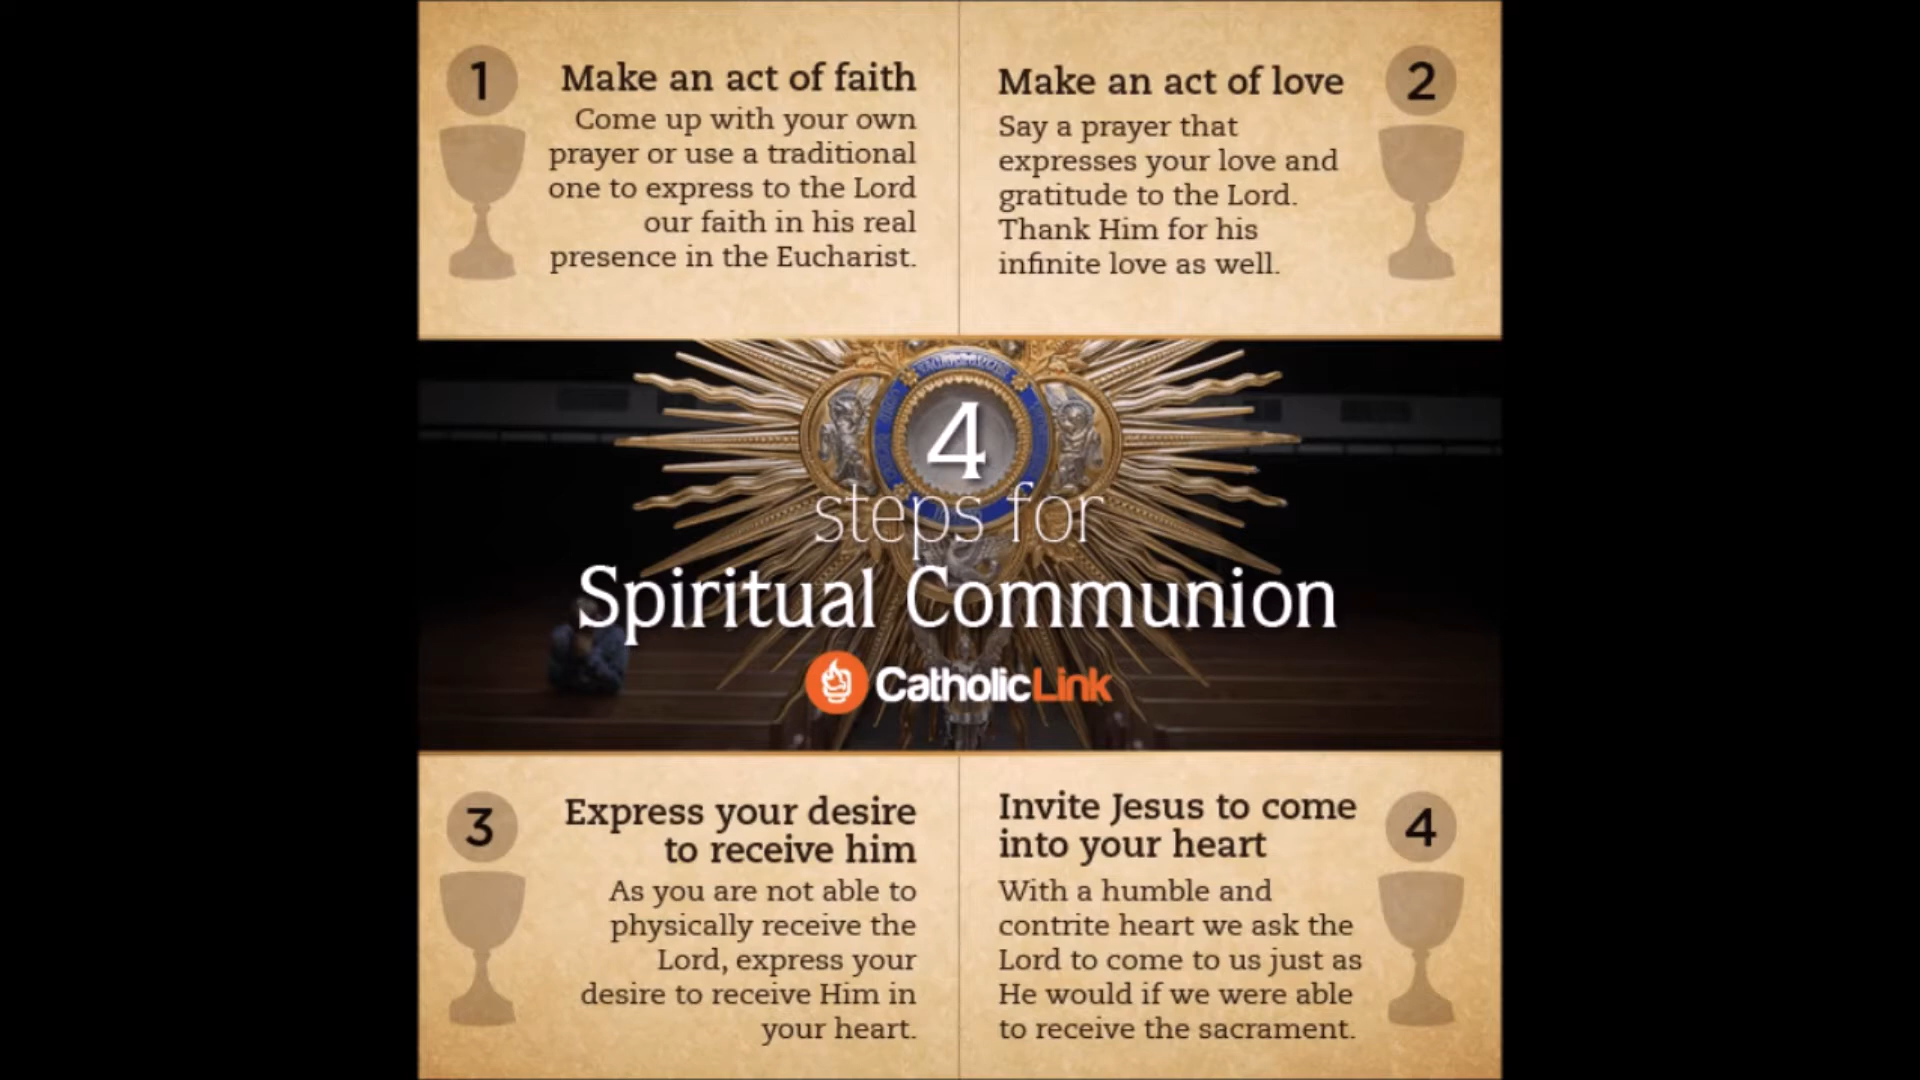 1
Make an act of faith
Come up with your own
prayer or use a traditional
one to express to the Lord
our faith in his real
presence in the Eucharist.
Make an act of love
2
Say a prayer that
expresses your love and
gratitude to the Lord.
Thank Him for his
infinite love as well.
4
steps for
Spiritual Communion
CatholicLink
3
Express your desire
to receive him
As you are not able to
physically receive the
Lord, express your
desire to receive Him in
your heart.
Invite Jesus to come
into your heart
4
With a humble and
contrite heart we ask the
Lord to come to us just as
He would if we were able
to receive the sacrament.